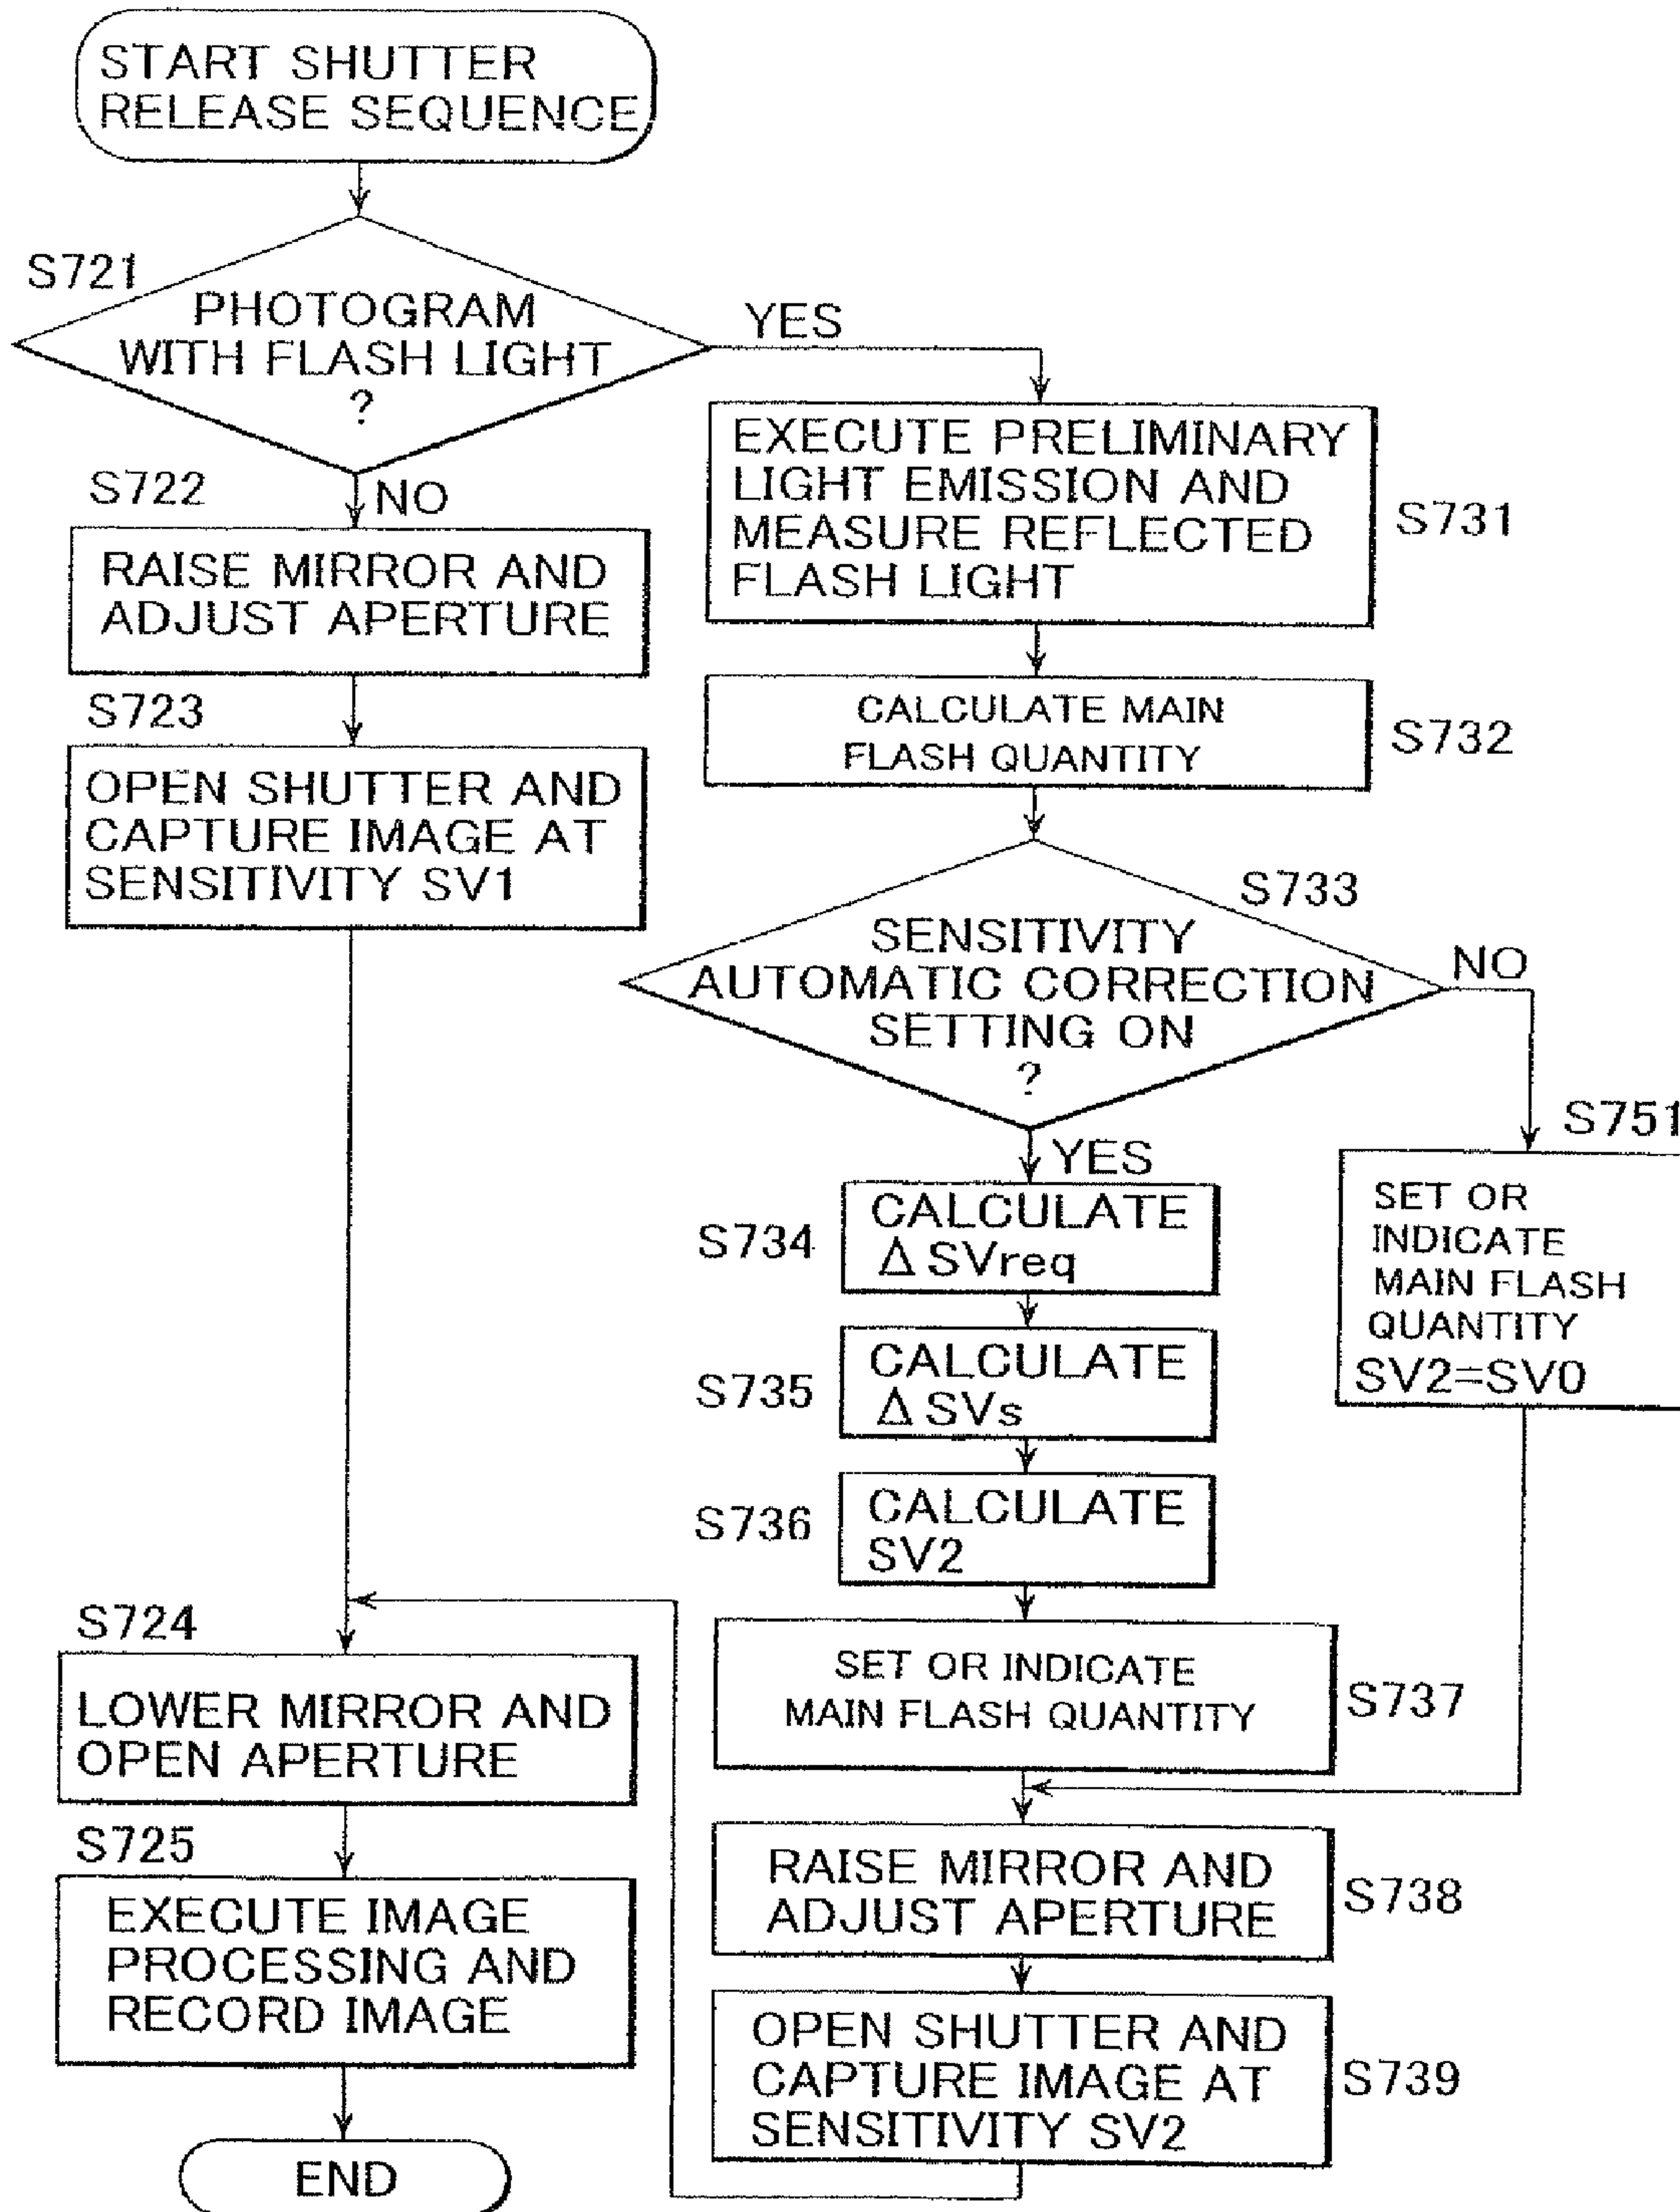 START SHUTTER
RELEASE SEQUENCE
S721
PHOTOGRAM
WITH FLASH LIGHT
?
YES
NO
S722
RAISE MIRROR AND
ADJUST APERTURE
S723
OPEN SHUTTER AND
CAPTURE IMAGE AT
SENSITIVITY SV1
EXECUTE PRELIMINARY
LIGHT EMISSION AND
MEASURE REFLECTED
FLASH LIGHT
S731
CALCULATE MAIN
FLASH QUANTITY
S732
S733
SENSITIVITY
AUTOMATIC CORRECTION
SETTING ON
?
NO
YES
S751
SET OR
INDICATE
MAIN FLASH
QUANTITY
SV2=SV0
S734
CALCULATE
Δ SVreq
S735
CALCULATE
Δ SVs
S736
CALCULATE
SV2
SET OR INDICATE
MAIN FLASH QUANTITY
S737
RAISE MIRROR AND
ADJUST APERTURE
S738
OPEN SHUTTER AND
CAPTURE IMAGE AT
SENSITIVITY SV2
S739
S724
LOWER MIRROR AND
OPEN APERTURE
S725
EXECUTE IMAGE
PROCESSING AND
RECORD IMAGE
END